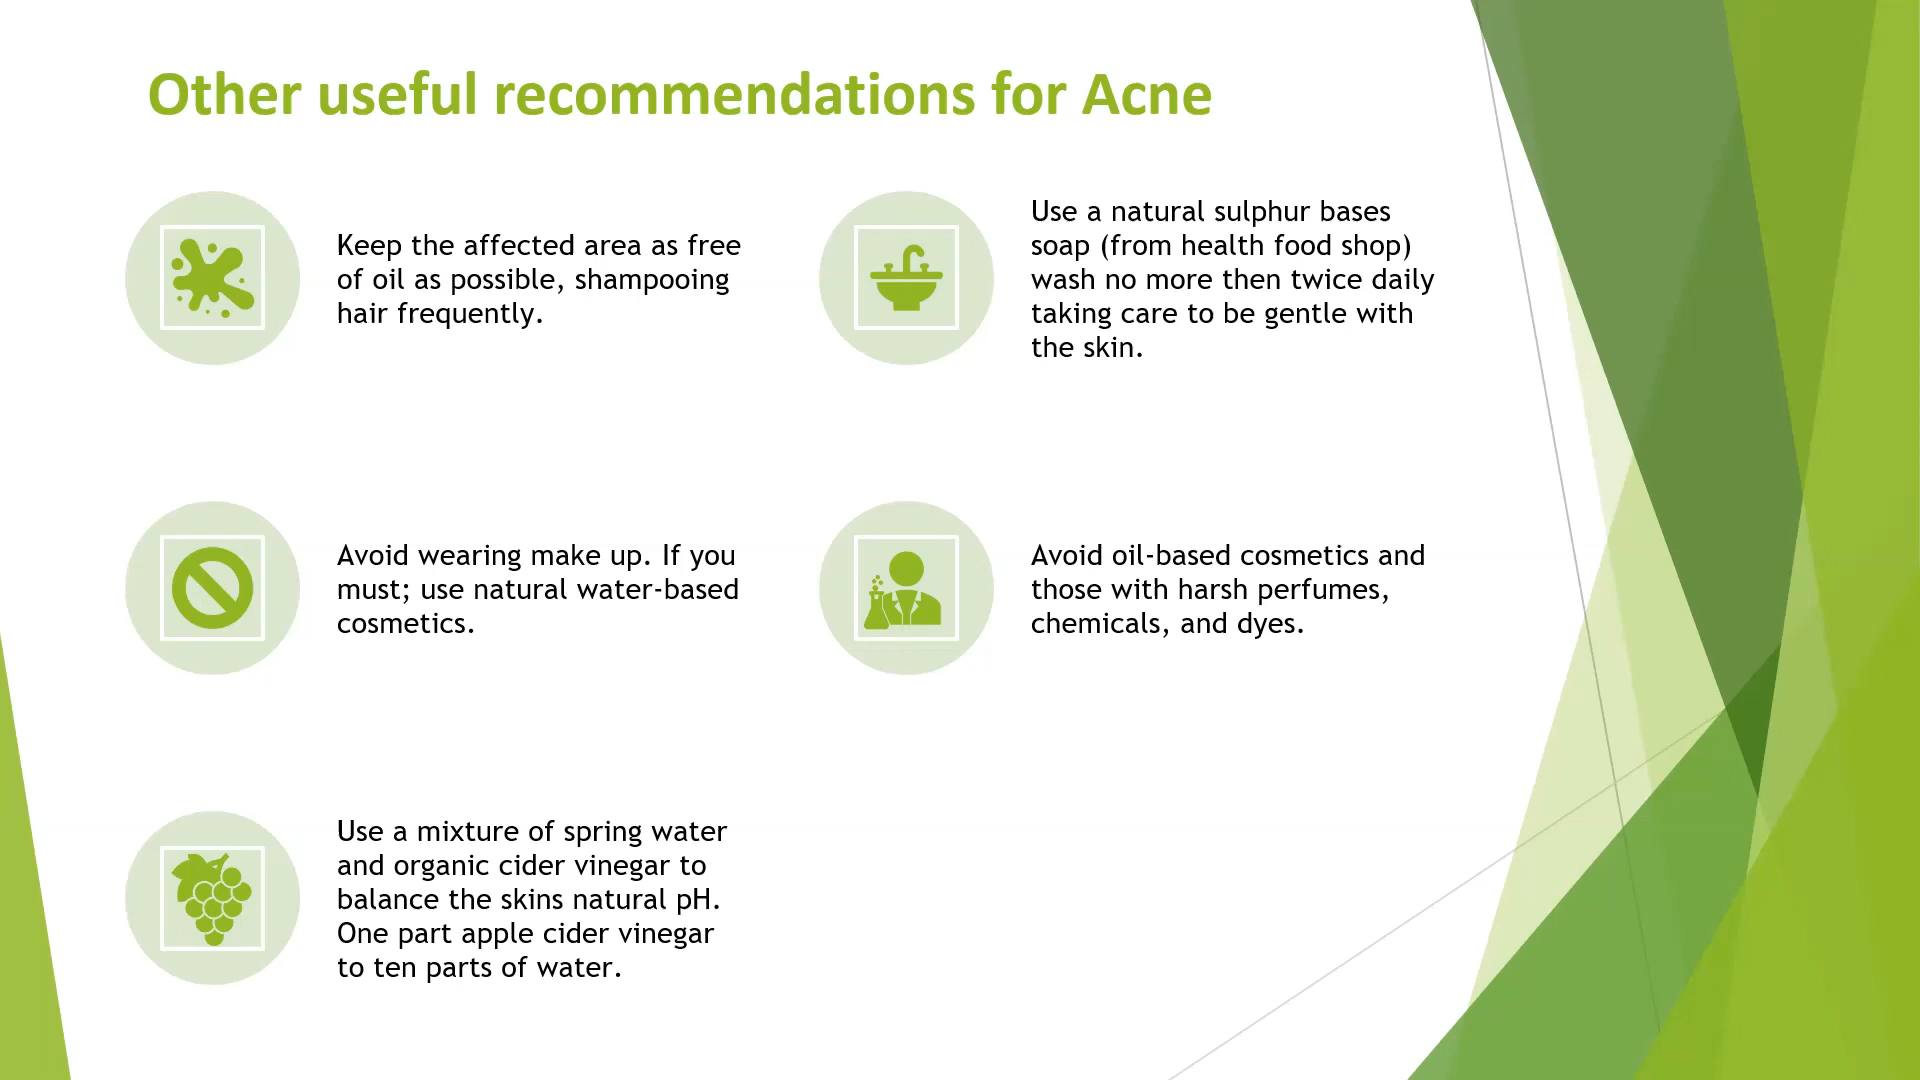 Other useful recommendations for Acne
Keep the affected area as free
of oil as possible, shampooing
hair frequently.
Use a natural sulphur bases
soap (from health food shop)
wash no more then twice daily
taking care to be gentle with
the skin.
Avoid wearing make up. If you
must; use natural water-based
cosmetics.
Avoid oil-based cosmetics and
those with harsh perfumes,
chemicals, and dyes.
Use a mixture of spring water
and organic cider vinegar to
balance the skins natural pH.
One part apple cider vinegar
to ten parts of water.